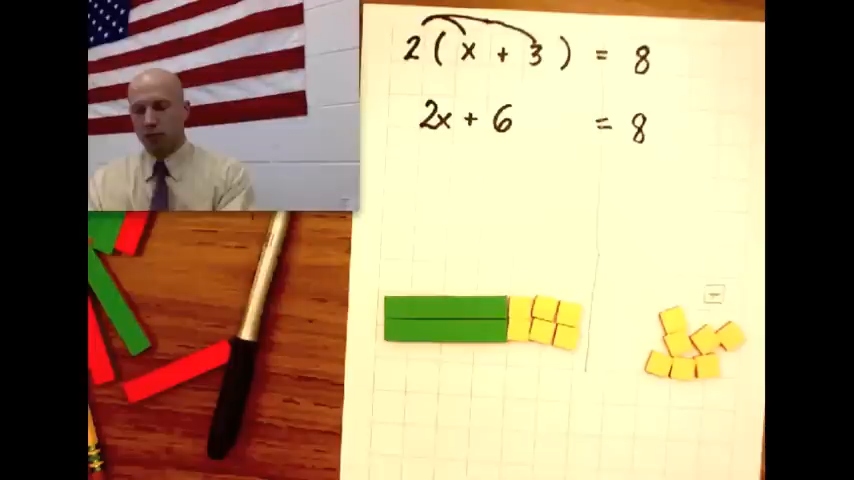 2(x + 3) = 8
2x + 6 = 8